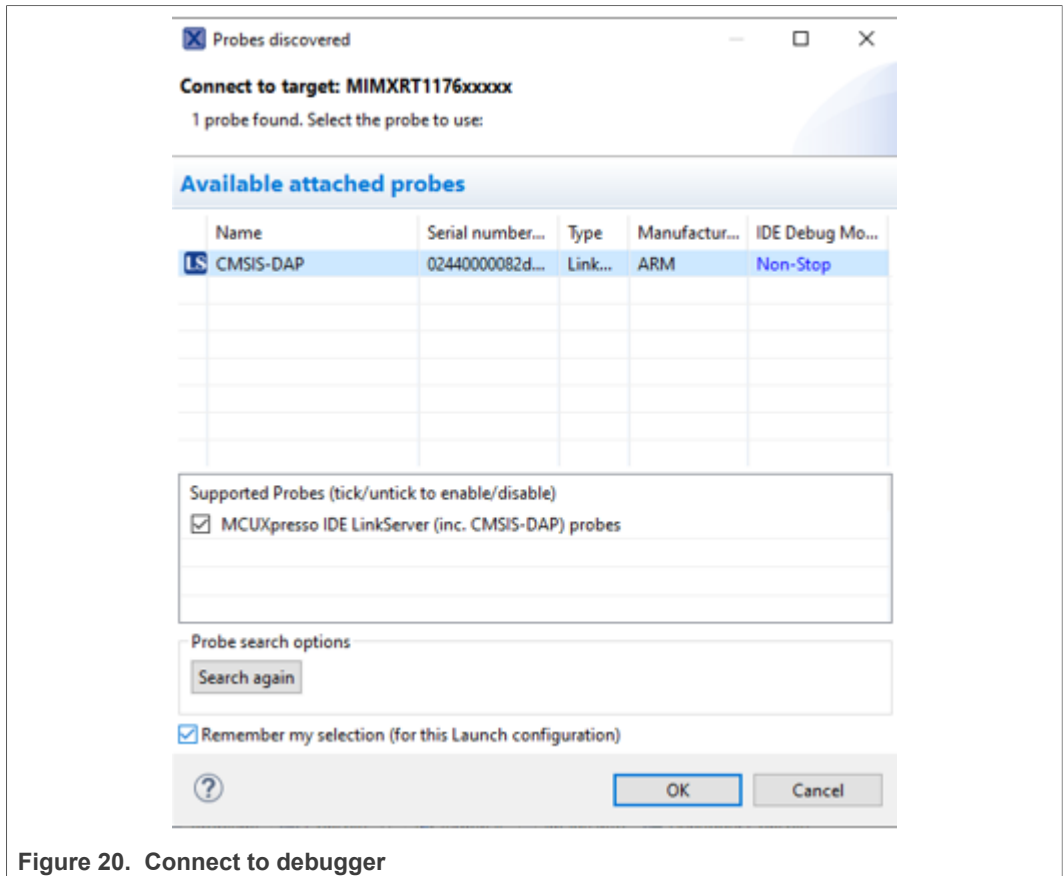 Probes discovered
Connect to target: MIMXRT1176xxxxx
1 probe found. Select the probe to use:
Available attached probes
Name Serial number... Type Manufactur... IDE Debug Mo...
LS CMSIS-DAP 02440000082d... Link... ARM Non-Stop
Supported Probes (tick/untick to enable/disable)
MCUXpresso IDE LinkServer (inc. CMSIS-DAP) probes
Probe search options
Search again
Remember my selection (for this Launch configuration)
? OK Cancel
Figure 20. Connect to debugger